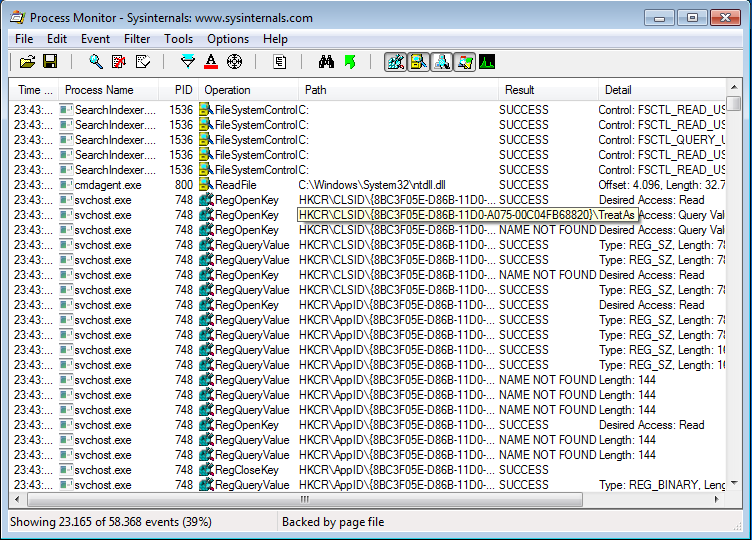 Process Monitor - Sysinternals: www.sysinternals.com
File Edit Event Filter Tools Options Help
Time ... Process Name PID Operation Path Result Detail
23:43:... SearchIndexer.... 1536 FileSystemControl C: SUCCESS Control: FSCTL_READ_US
23:43:... SearchIndexer.... 1536 FileSystemControl C: SUCCESS Control: FSCTL_READ_US
23:43:... SearchIndexer.... 1536 FileSystemControl C: SUCCESS Control: FSCTL_QUERY_U
23:43:... SearchIndexer.... 1536 FileSystemControl C: SUCCESS Control: FSCTL_READ_US
23:43:... SearchIndexer.... 1536 FileSystemControl C: SUCCESS Control: FSCTL_READ_US
23:43:... cmdagent.exe 800 ReadFile C:\Windows\System32\ntdll.dll SUCCESS Offset: 4.096, Length: 32.7
23:43:... svchost.exe 748 RegOpenKey HKCR\CLSID\{8BC3F05E-D86B-11D0-... SUCCESS Desired Access: Read
23:43:... svchost.exe 748 RegOpenKey HKCR\CLSID\{8BC3F05E-D86B-11D0-A075-00C04FB68820}\TreatAs Access: Query Val
23:43:... svchost.exe 748 RegOpenKey HKCR\CLSID\{8BC3F05E-D86B-11D0-... SUCCESS Desired Access: Query Val
23:43:... svchost.exe 748 RegQueryValue HKCR\CLSID\{8BC3F05E-D86B-11D0-... SUCCESS Type: REG_SZ, Length: 78
23:43:... svchost.exe 748 RegQueryValue HKCR\CLSID\{8BC3F05E-D86B-11D0-... SUCCESS Type: REG_SZ, Length: 78
23:43:... svchost.exe 748 RegOpenKey HKCR\CLSID\{8BC3F05E-D86B-11D0-... NAME NOT FOUND Desired Access: Read
23:43:... svchost.exe 748 RegQueryValue HKCR\CLSID\{8BC3F05E-D86B-11D0-... SUCCESS Type: REG_SZ, Length: 78
23:43:... svchost.exe 748 RegOpenKey HKCR\AppID\{8BC3F05E-D86B-11D0-... SUCCESS Desired Access: Read
23:43:... svchost.exe 748 RegQueryValue HKCR\AppID\{8BC3F05E-D86B-11D0-... SUCCESS Type: REG_SZ, Length: 78
23:43:... svchost.exe 748 RegQueryValue HKCR\AppID\{8BC3F05E-D86B-11D0-... SUCCESS Type: REG_SZ, Length: 78
23:43:... svchost.exe 748 RegQueryValue HKCR\AppID\{8BC3F05E-D86B-11D0-... SUCCESS Type: REG_SZ, Length: 16
23:43:... svchost.exe 748 RegQueryValue HKCR\AppID\{8BC3F05E-D86B-11D0-... SUCCESS Type: REG_SZ, Length: 16
23:43:... svchost.exe 748 RegQueryValue HKCR\AppID\{8BC3F05E-D86B-11D0-... NAME NOT FOUND Length: 144
23:43:... svchost.exe 748 RegQueryValue HKCR\AppID\{8BC3F05E-D86B-11D0-... NAME NOT FOUND Length: 144
23:43:... svchost.exe 748 RegQueryValue HKCR\AppID\{8BC3F05E-D86B-11D0-... NAME NOT FOUND Length: 144
23:43:... svchost.exe 748 RegOpenKey HKCR\AppID\{8BC3F05E-D86B-11D0-... SUCCESS Desired Access: Read
23:43:... svchost.exe 748 RegQueryValue HKCR\AppID\{8BC3F05E-D86B-11D0-... NAME NOT FOUND Length: 144
23:43:... svchost.exe 748 RegQueryValue HKCR\AppID\{8BC3F05E-D86B-11D0-... NAME NOT FOUND Length: 144
23:43:... svchost.exe 748 RegCloseKey HKCR\AppID\{8BC3F05E-D86B-11D0-... SUCCESS
23:43:... svchost.exe 748 RegQueryValue HKCR\AppID\{8BC3F05E-D86B-11D0-... SUCCESS Type: REG_BINARY, Length
Showing 23.165 of 58.368 events (39%) Backed by page file